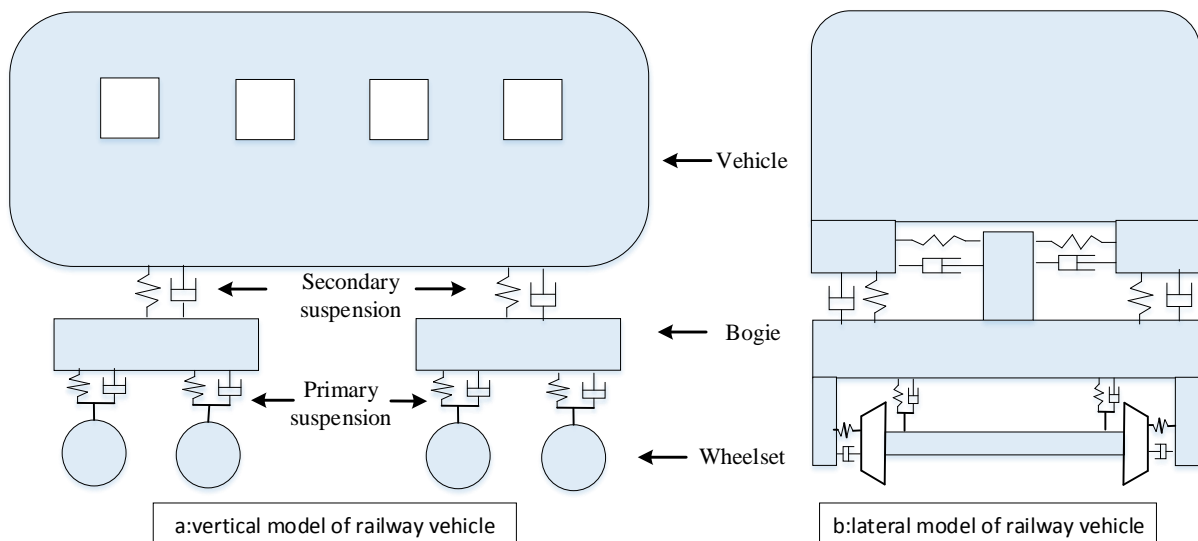 Vehicle
Secondary
suspension
Bogie
Primary
suspension
Wheelset
a:vertical model of railway vehicle
b:lateral model of railway vehicle